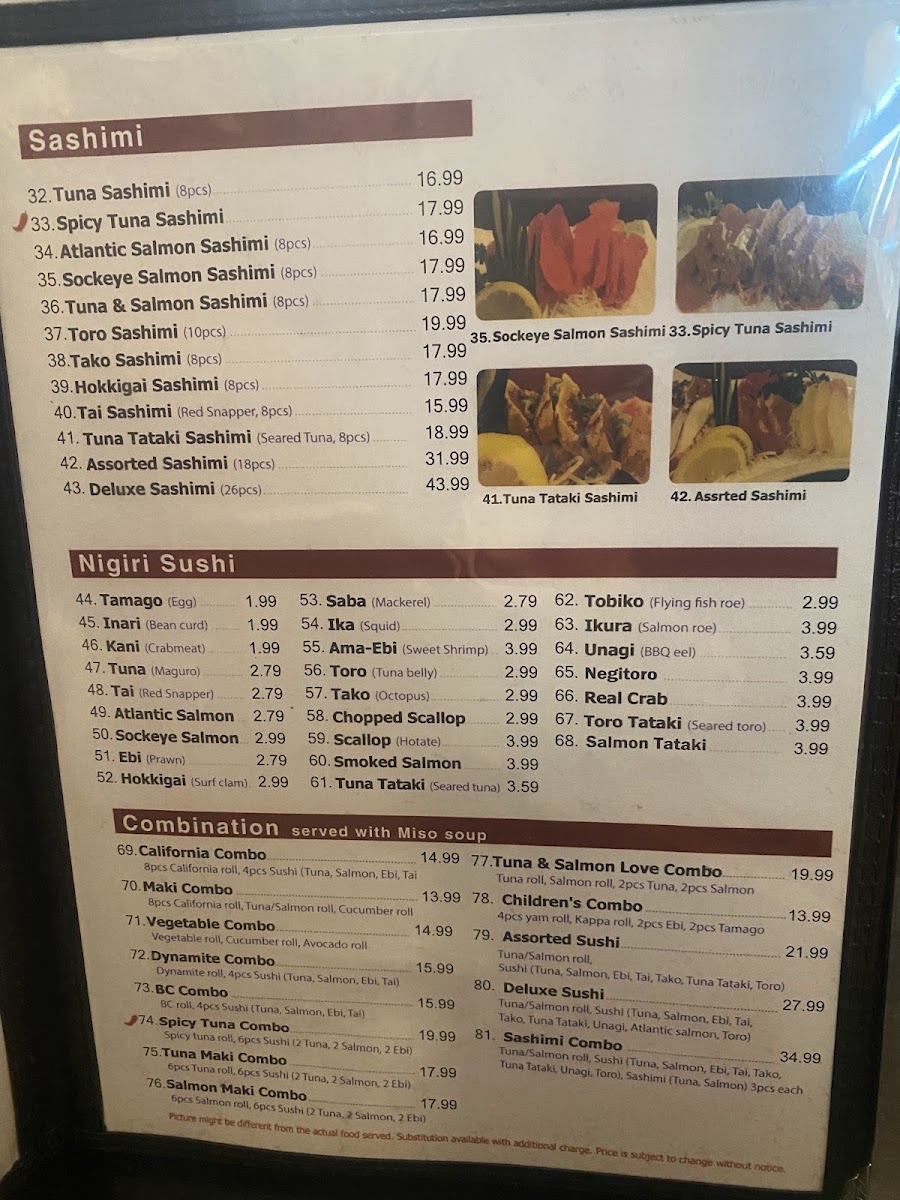 Sashimi
32. Tuna Sashimi (8pcs) 16.99
33. Spicy Tuna Sashimi 17.99
34. Atlantic Salmon Sashimi (8pcs) 16.99
35. Sockeye Salmon Sashimi (8pcs) 17.99
36. Tuna & Salmon Sashimi (8pcs) 17.99
37. Toro Sashimi (10pcs) 19.99
38. Tako Sashimi (8pcs) 17.99
39. Hokkigai Sashimi (8pcs) 17.99
40. Tai Sashimi (Red Snapper, 8pcs) 15.99
41. Tuna Tataki Sashimi (Seared Tuna, 8pcs) 18.99
42. Assorted Sashimi (18pcs) 31.99
43. Deluxe Sashimi (26pcs) 43.99
35. Sockeye Salmon Sashimi 33. Spicy Tuna Sashimi
41. Tuna Tataki Sashimi 42. Assrted Sashimi
Nigiri Sushi
44. Tamago (Egg) 1.99
45. Inari (Bean curd) 1.99
46. Kani (Crabmeat) 1.99
47. Tuna (Maguro) 2.79
48. Tai (Red Snapper) 2.79
49. Atlantic Salmon 2.79
50. Sockeye Salmon 2.99
51. Ebi (Prawn) 2.79
52. Hokkigai (Surf clam) 2.99
53. Saba (Mackerel) 2.79
54. Ika (Squid) 2.99
55. Ama-Ebi (Sweet Shrimp) 3.99
56. Toro (Tuna belly) 2.99
57. Tako (Octopus) 2.99
58. Chopped Scallop 2.99
59. Scallop (Hotate) 3.99
60. Smoked Salmon 3.99
61. Tuna Tataki (Seared tuna) 3.59
62. Tobiko (Flying fish roe) 2.99
63. Ikura (Salmon roe) 3.99
64. Unagi (BBQ eel) 3.59
65. Negitoro 3.99
66. Real Crab 3.99
67. Toro Tataki (Seared toro) 3.99
68. Salmon Tataki 3.99
Combination served with Miso soup
69. California Combo 14.99
8pcs California roll, 4pcs Sushi (Tuna, Salmon, Ebi, Tai
70. Maki Combo 13.99
8pcs California roll, Tuna/Salmon roll, Cucumber roll
71. Vegetable Combo 14.99
Vegetable roll, Cucumber roll, Avocado roll
72. Dynamite Combo 15.99
Dynamite roll, 4pcs Sushi (Tuna, Salmon, Ebi, Tai)
73. BC Combo 15.99
BC roll, 4pcs Sushi (Tuna, Salmon, Ebi, Tai)
74. Spicy Tuna Combo 19.99
Spicy tuna roll, 6pcs Sushi (2 Tuna, 2 Salmon, 2 Ebi)
75. Tuna Maki Combo 17.99
6pcs Tuna roll, 6pcs Sushi (2 Tuna, 2 Salmon, 2 Ebi)
76. Salmon Maki Combo 17.99
6pcs Salmon roll, 6pcs Sushi (2 Tuna, 2 Salmon, 2 Ebi)
77. Tuna & Salmon Love Combo 19.99
Tuna roll, Salmon roll, 2pcs Tuna, 2pcs Salmon
78. Children's Combo 13.99
4pcs yam roll, Kappa roll, 2pcs Ebi, 2pcs Tamago
79. Assorted Sushi 21.99
Tuna/Salmon roll,
Sushi (Tuna, Salmon, Ebi, Tai, Tako, Tuna Tataki, Toro)
80. Deluxe Sushi 27.99
Tuna/Salmon roll, Sushi (Tuna, Salmon, Ebi, Tai,
Tako, Tuna Tataki, Unagi, Atlantic salmon, Toro)
81. Sashimi Combo 34.99
Tuna/Salmon roll, Sushi (Tuna, Salmon, Ebi, Tai, Tako,
Tuna Tataki, Unagi, Toro), Sashimi (Tuna, Salmon) 3pcs each
Picture might be different from the actual food served. Substitution available with additional charge. Price is subject to change without notice.